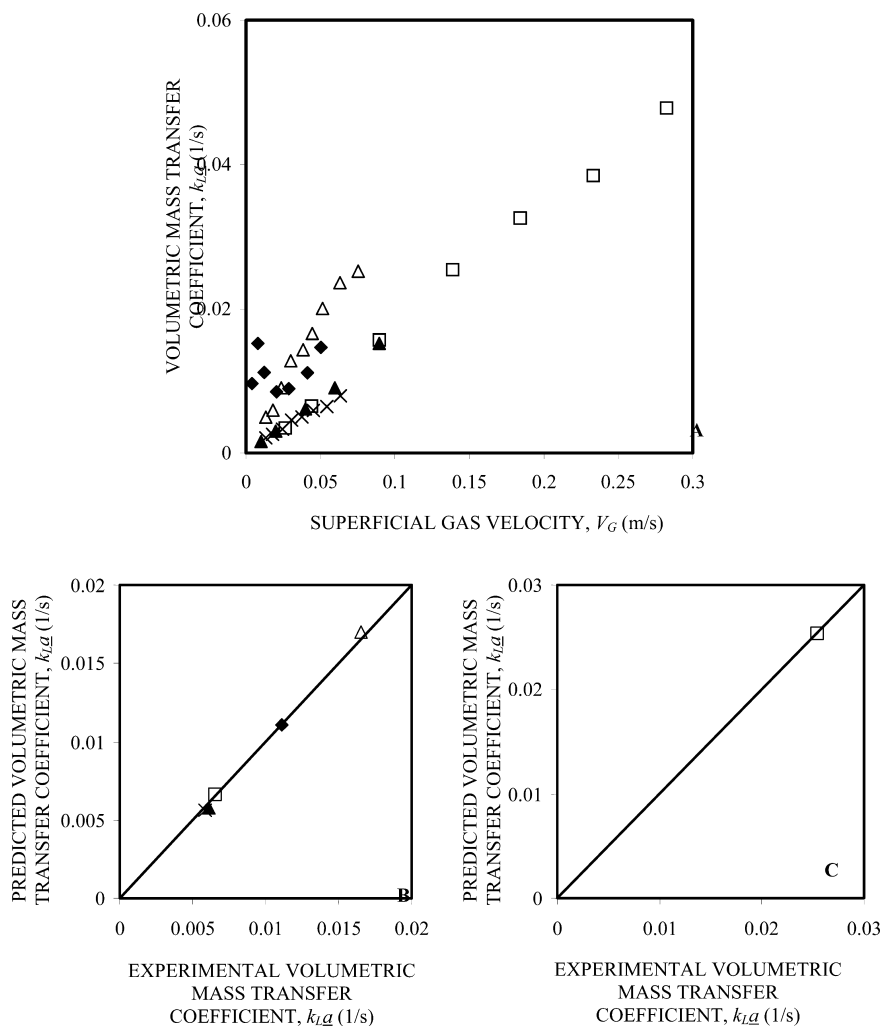 VOLUMETRIC MASS TRANSFER
COEFFICIENT, kLa (1/s)
0.06
0.04
0.02
0
0 0.05 0.1 0.15 0.2 0.25 0.3
A
SUPERFICIAL GAS VELOCITY, VG (m/s)
PREDICTED VOLUMETRIC MASS
TRANSFER COEFFICIENT, kLa (1/s)
0.02
0.015
0.01
0.005
0
0 0.005 0.01 0.015 0.02
B
EXPERIMENTAL VOLUMETRIC
MASS TRANSFER
COEFFICIENT, kLa (1/s)
PREDICTED VOLUMETRIC MASS
TRANSFER COEFFICIENT, kLa (1/s)
0.03
0.02
0.01
0
0 0.01 0.02 0.03
C
EXPERIMENTAL VOLUMETRIC
MASS TRANSFER
COEFFICIENT, kLa (1/s)